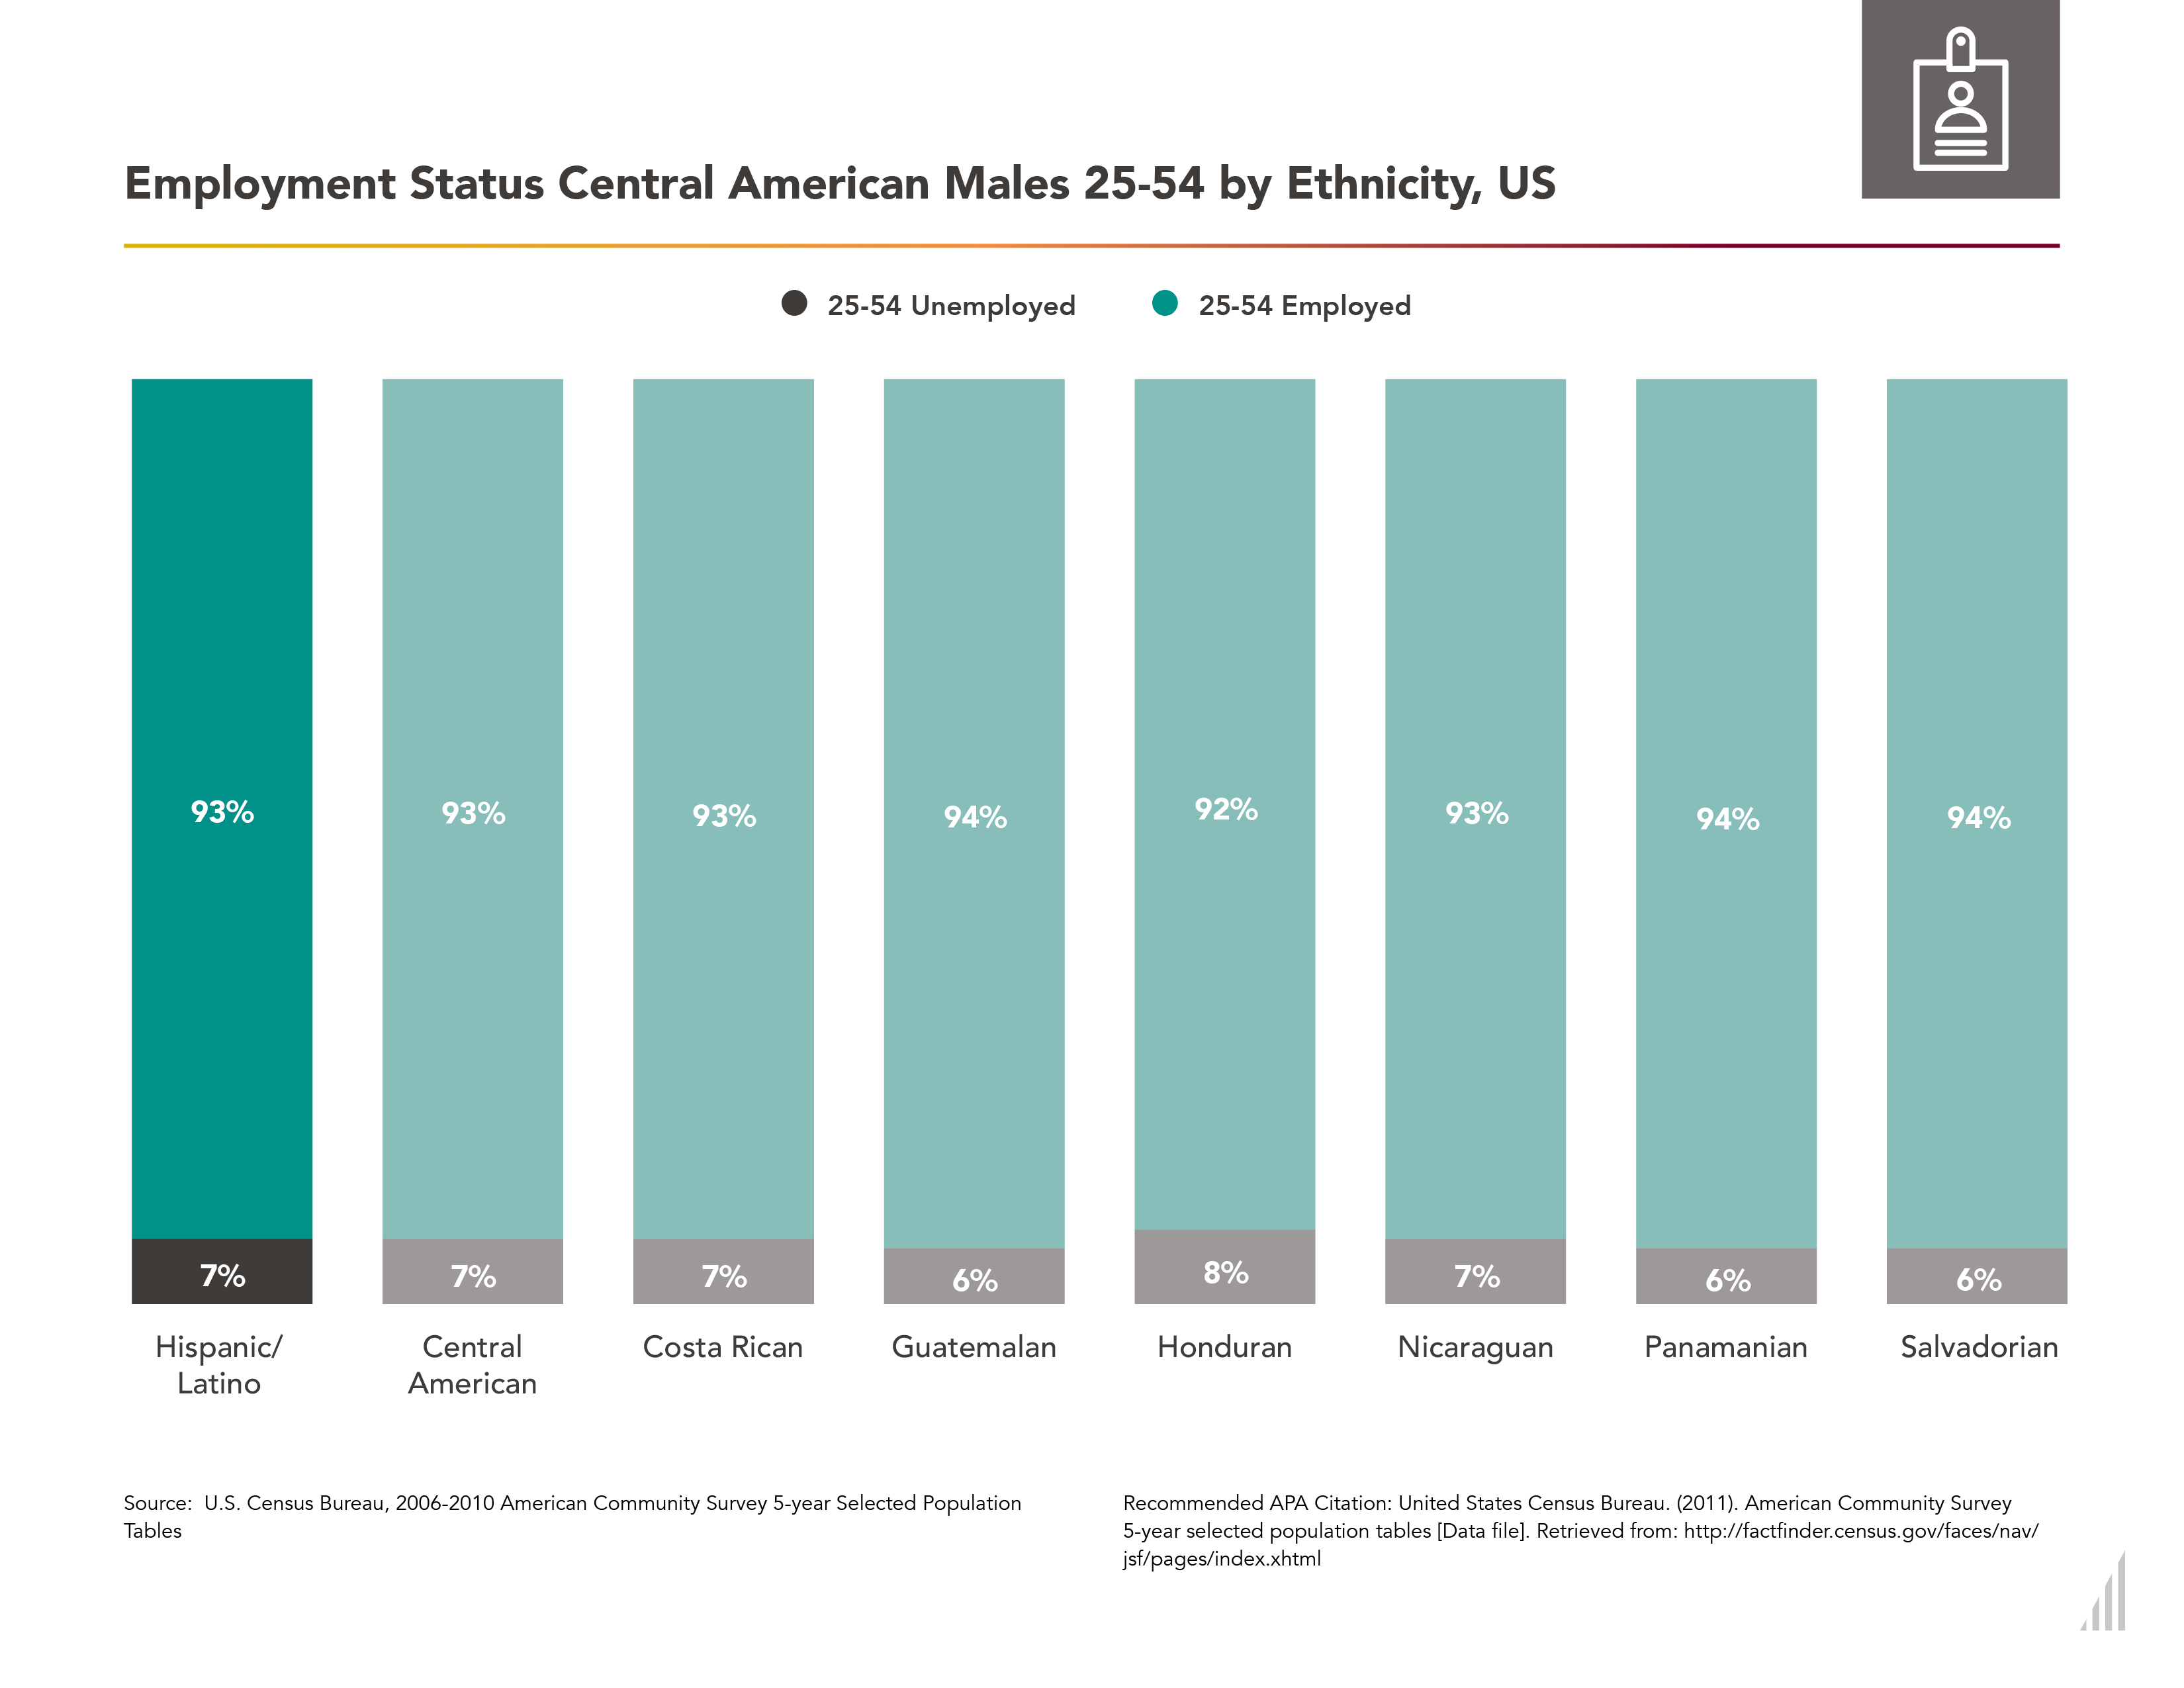 Employment Status Central American Males 25-54 by Ethnicity, US
25-54 Unemployed
25-54 Employed
93%
93%
93%
94%
92%
93%
94%
94%
7%
7%
7%
6%
8%
7%
6%
6%
Hispanic/
Latino
Central
American
Costa Rican
Guatemalan
Honduran
Nicaraguan
Panamanian
Salvadorian
Source:  U.S. Census Bureau, 2006-2010 American Community Survey 5-year Selected Population
Tables
Recommended APA Citation: United States Census Bureau. (2011). American Community Survey
5-year selected population tables [Data file]. Retrieved from: http://factfinder.census.gov/faces/nav/
jsf/pages/index.xhtml